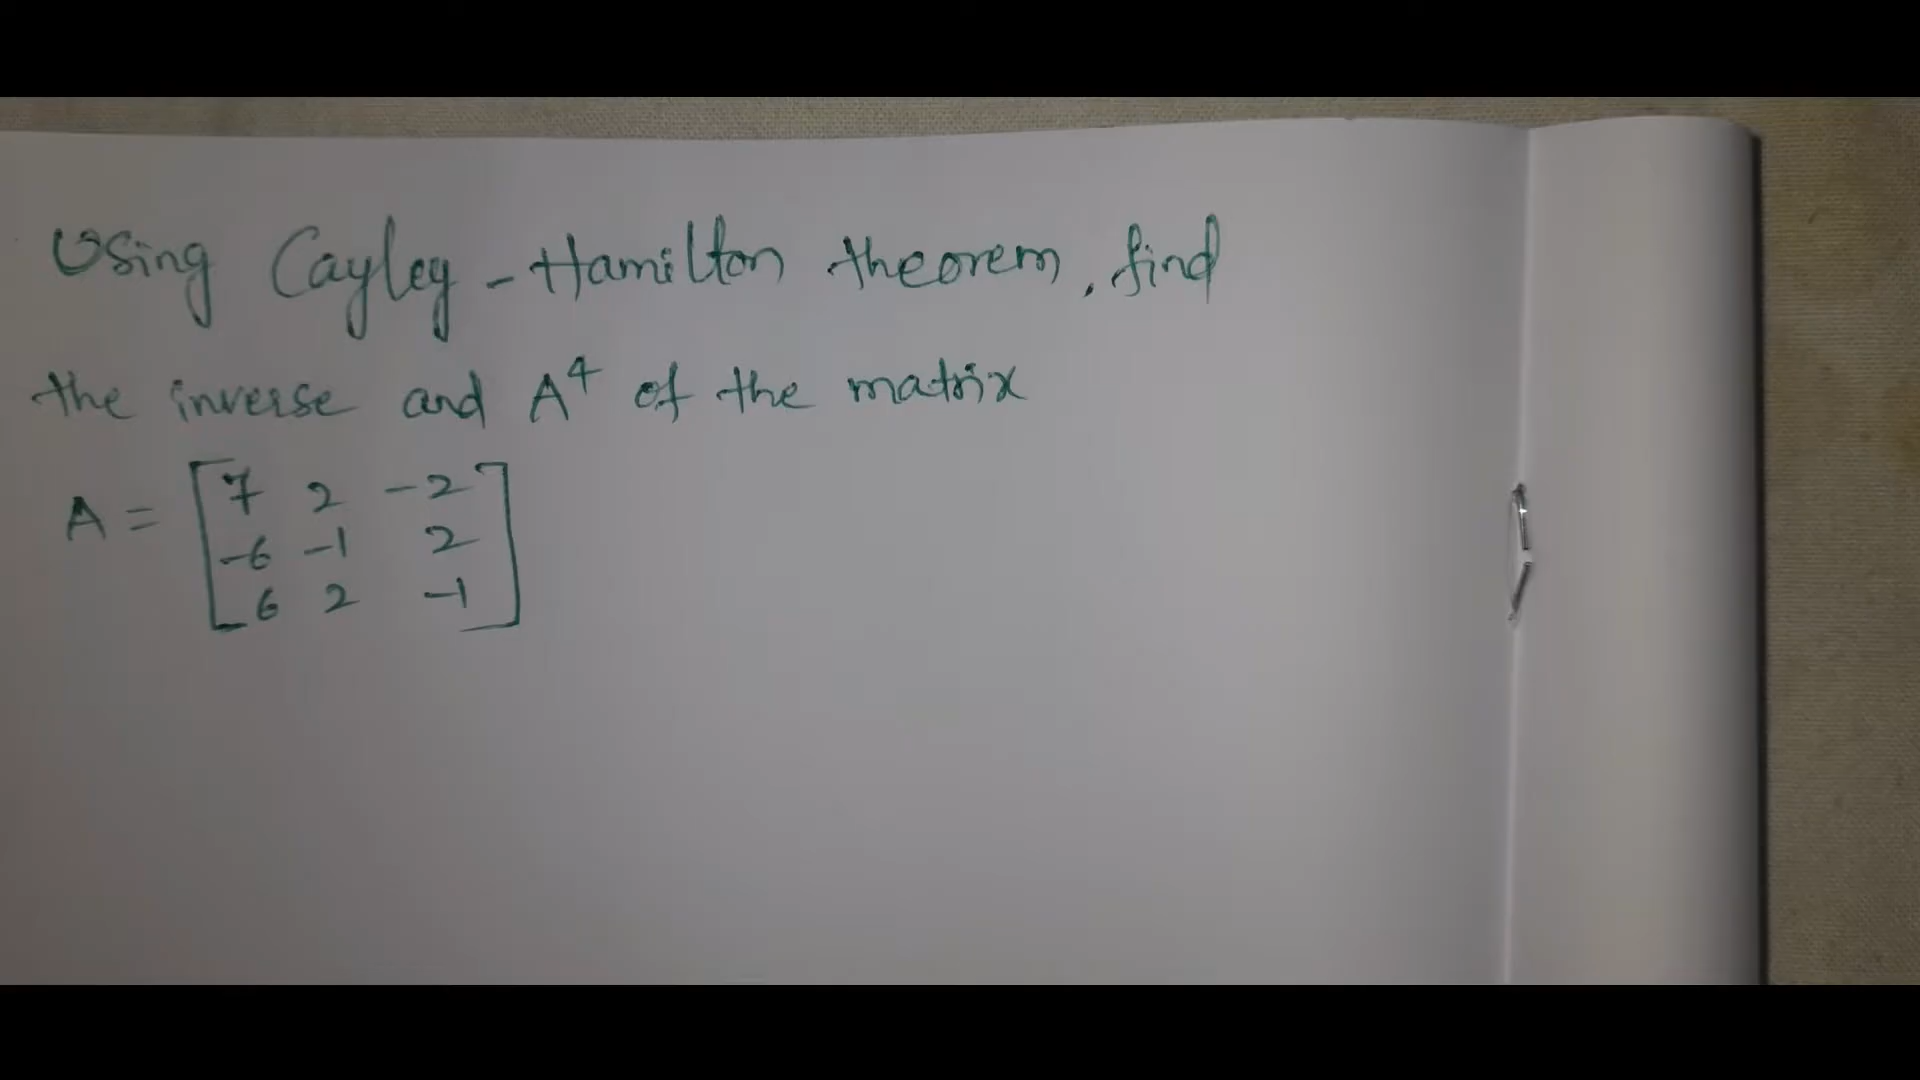 Using Cayley-Hamilton theorem, find
the inverse and A⁴ of the matrix
A = [7 2 -2
-6 -1 2
6 2 -1]